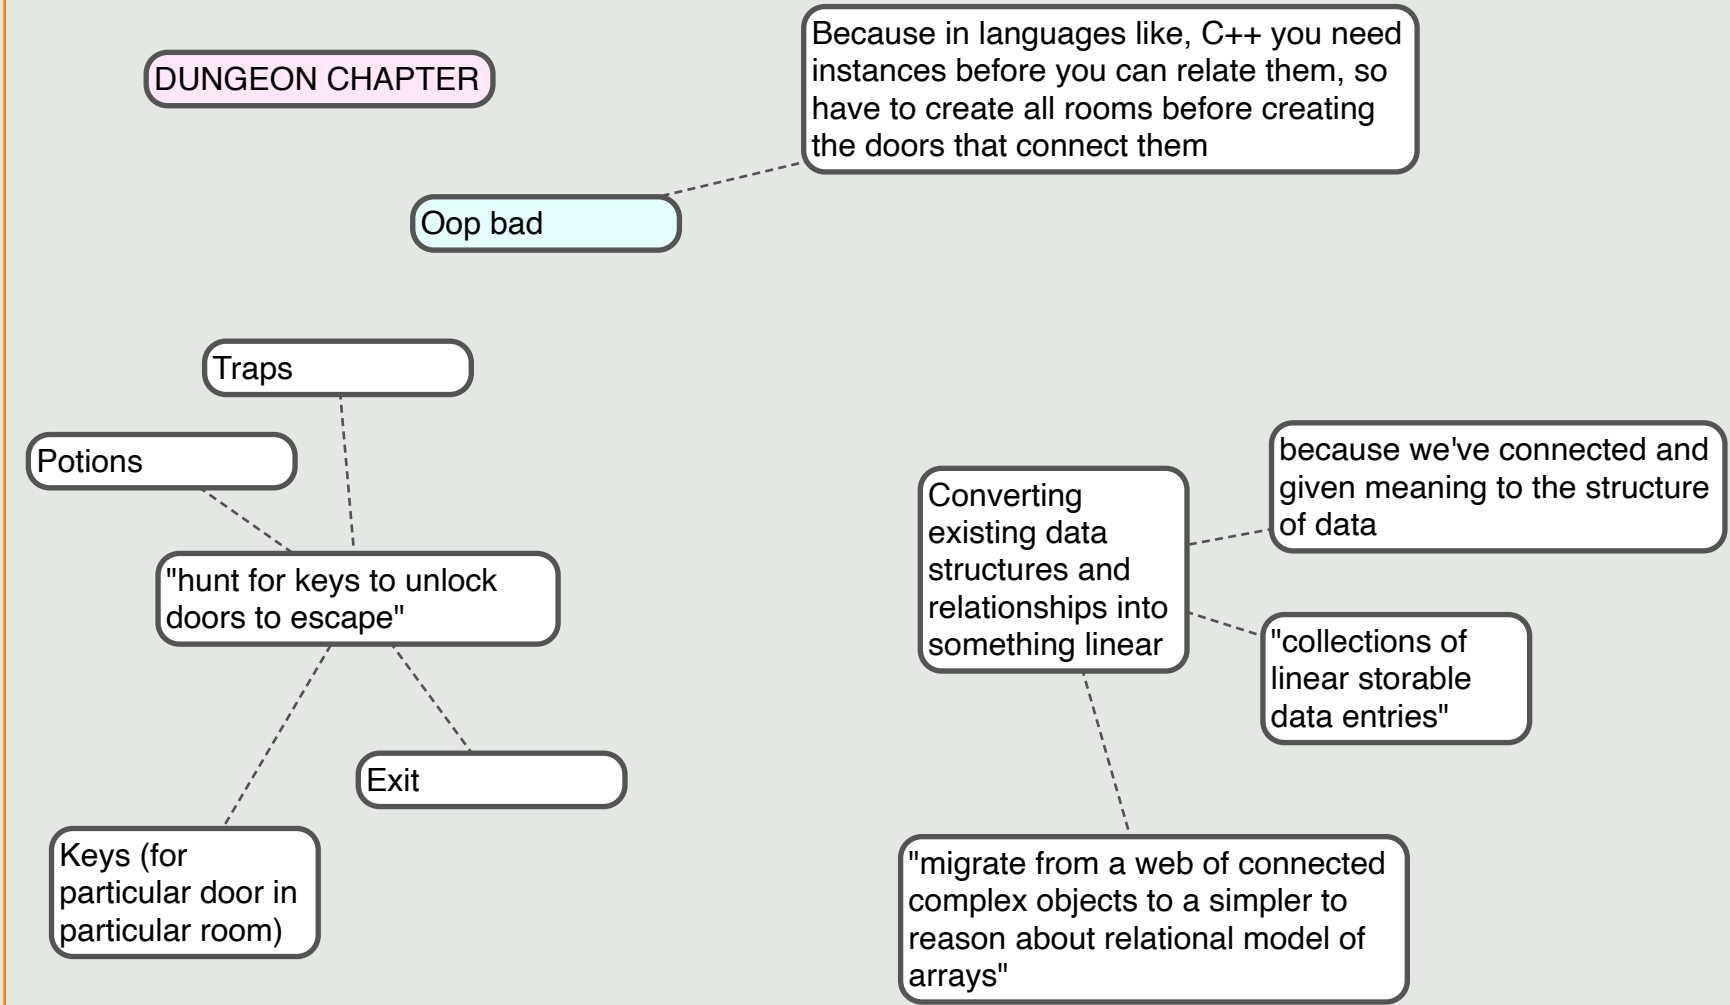 DUNGEON CHAPTER
Because in languages like, C++ you need
instances before you can relate them, so
have to create all rooms before creating
the doors that connect them
Oop bad
Traps
Potions
"hunt for keys to unlock
doors to escape"
Exit
Keys (for
particular door in
particular room)
Converting
existing data
structures and
relationships into
something linear
because we've connected and
given meaning to the structure
of data
"collections of
linear storable
data entries"
"migrate from a web of connected
complex objects to a simpler to
reason about relational model of
arrays"